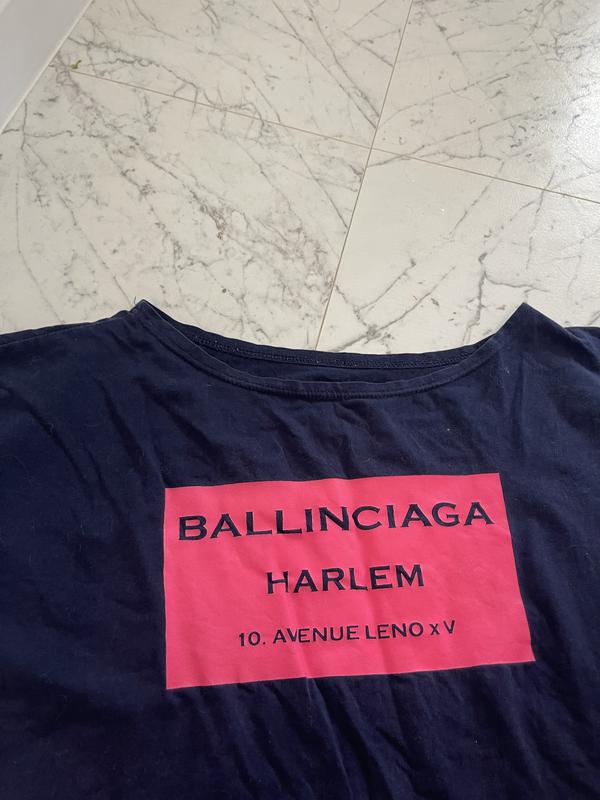 BALLINCIAGA
HARLEM
10. AVENUE LENO x V